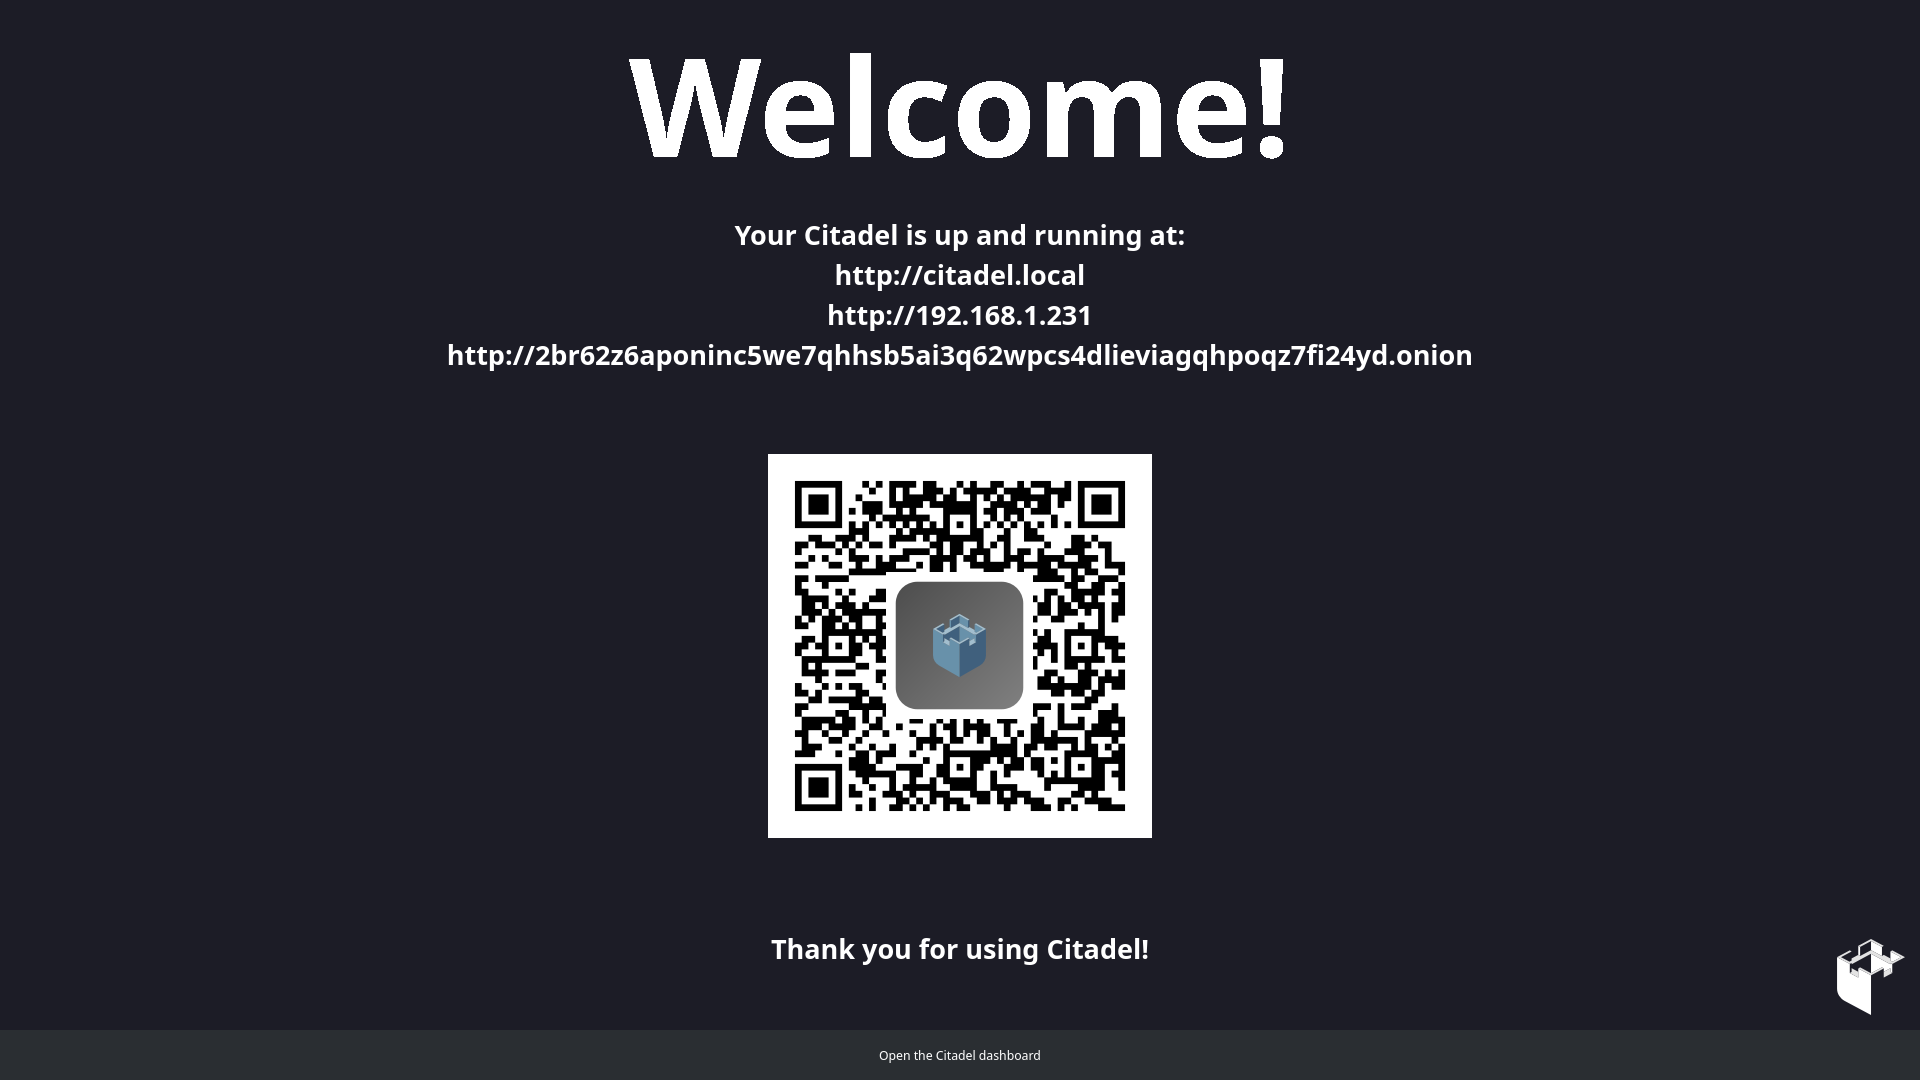 Welcome!
Your Citadel is up and running at:
http://citadel.local
http://192.168.1.231
http://2br62z6aponinc5we7qhhsb5ai3q62wpcs4dlieviagqhpoqz7fi24yd.onion
Thank you for using Citadel!
Open the Citadel dashboard